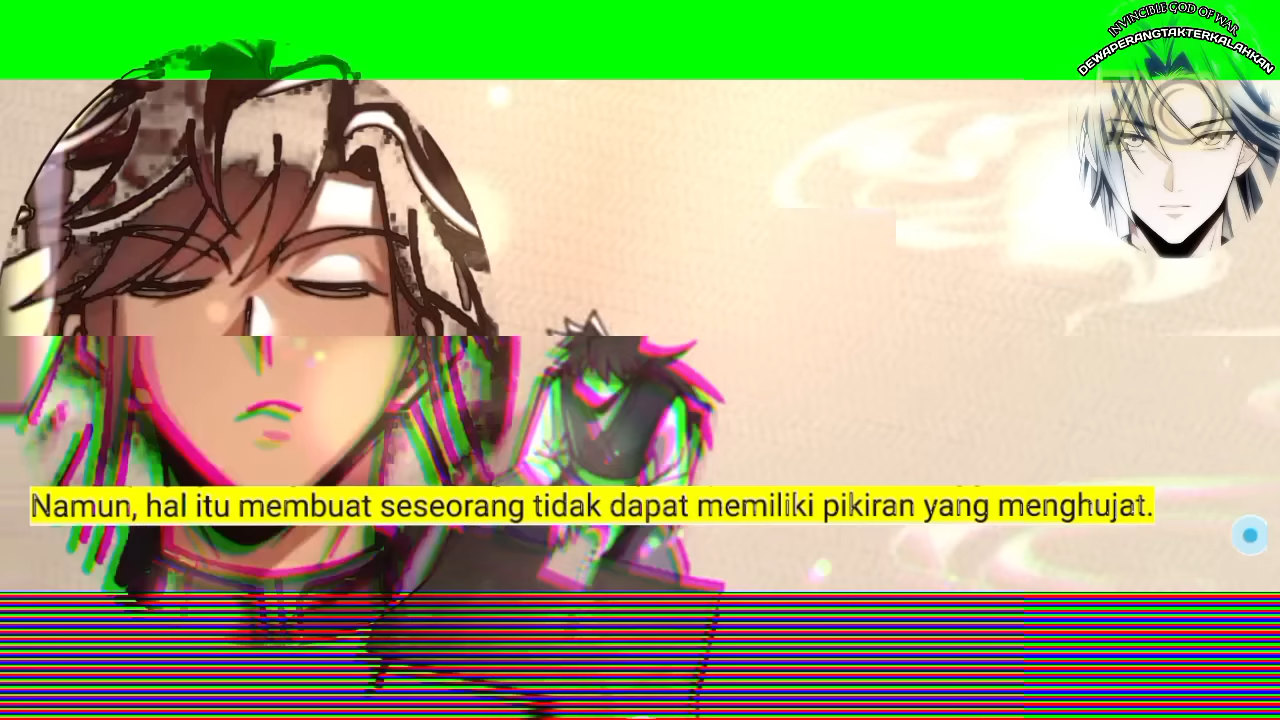 INVINCIBLE GOD OF WAR
DEWAPERANGTAKTERKALAHKAN
Namun, hal itu membuat seseorang tidak dapat memiliki pikiran yang menghujat.